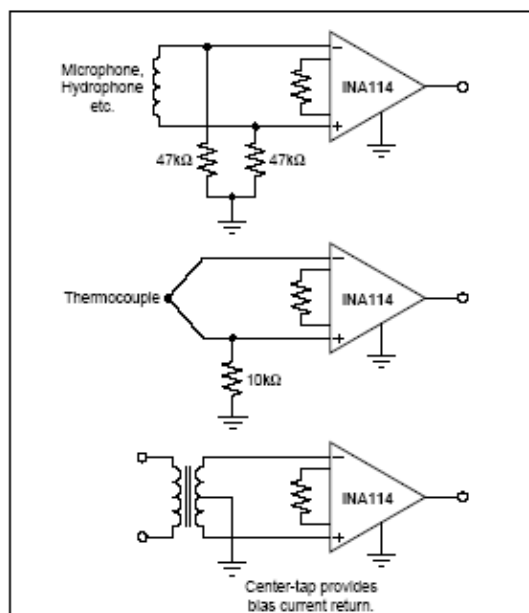 Microphone,
Hydrophone
etc.
−
INA114
+
47kΩ
47kΩ
Thermocouple
−
INA114
+
10kΩ
−
INA114
+
Center-tap provides
bias current return.